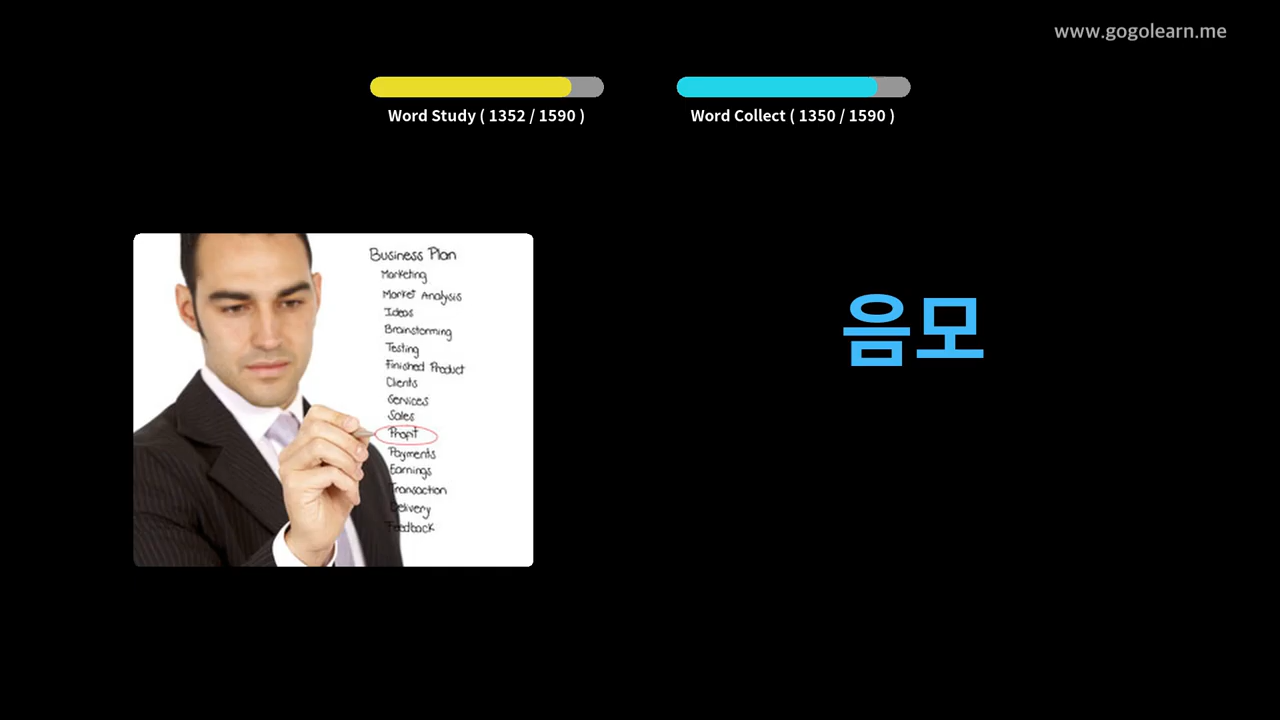 www.gogolearn.me
Word Study ( 1352 / 1590 )
Word Collect ( 1350 / 1590 )
Business Plan
Marketing
Market Analysis
Ideas
Brainstorming
Testing
Finished Product
Clients
Services
Sales
Profit
Payments
Earnings
Transaction
Delivery
Feedback
음모